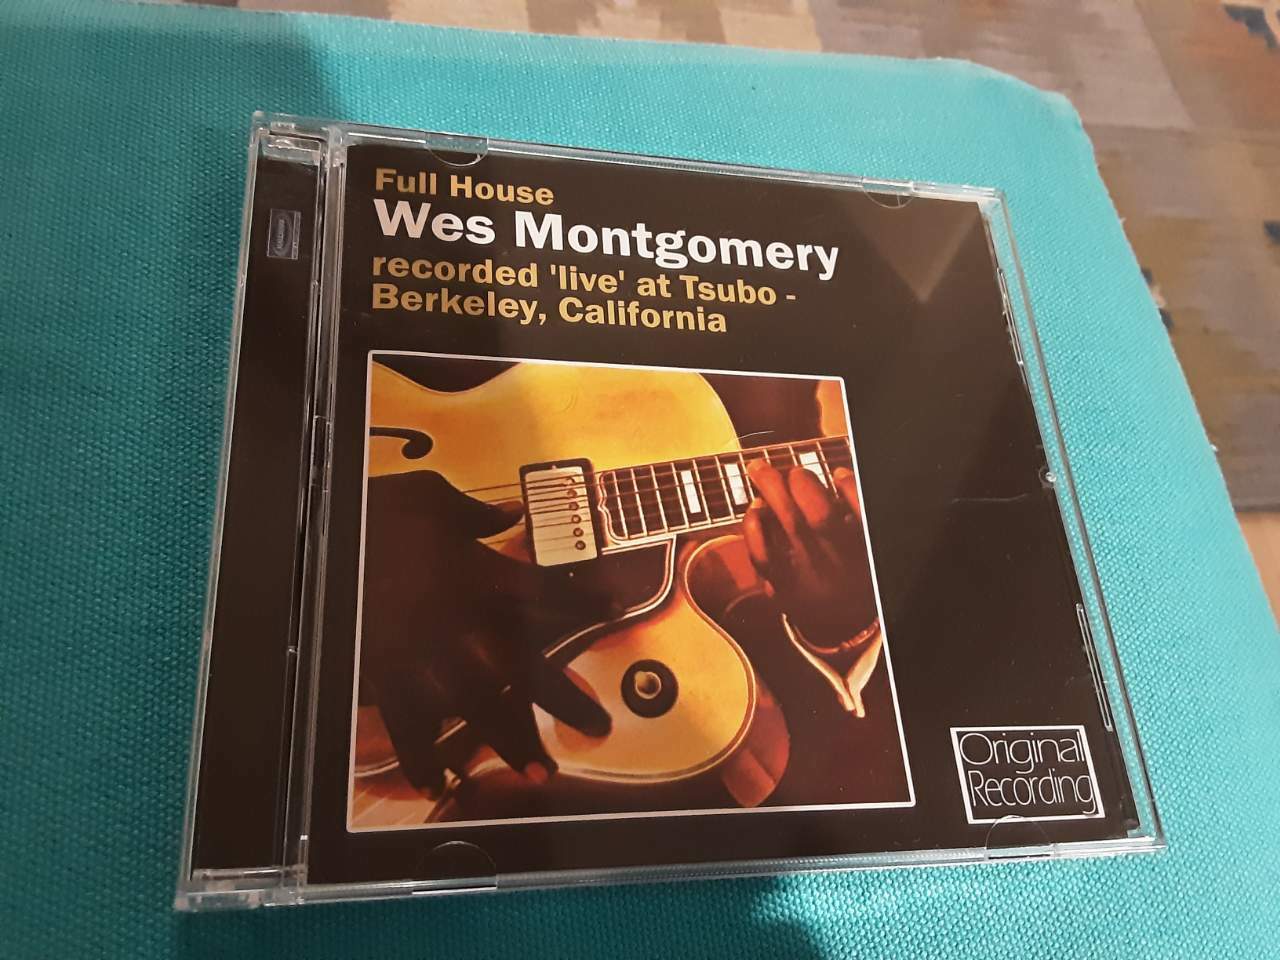 Full House
Wes Montgomery
recorded 'live' at Tsubo -
Berkeley, California
Original
Recording